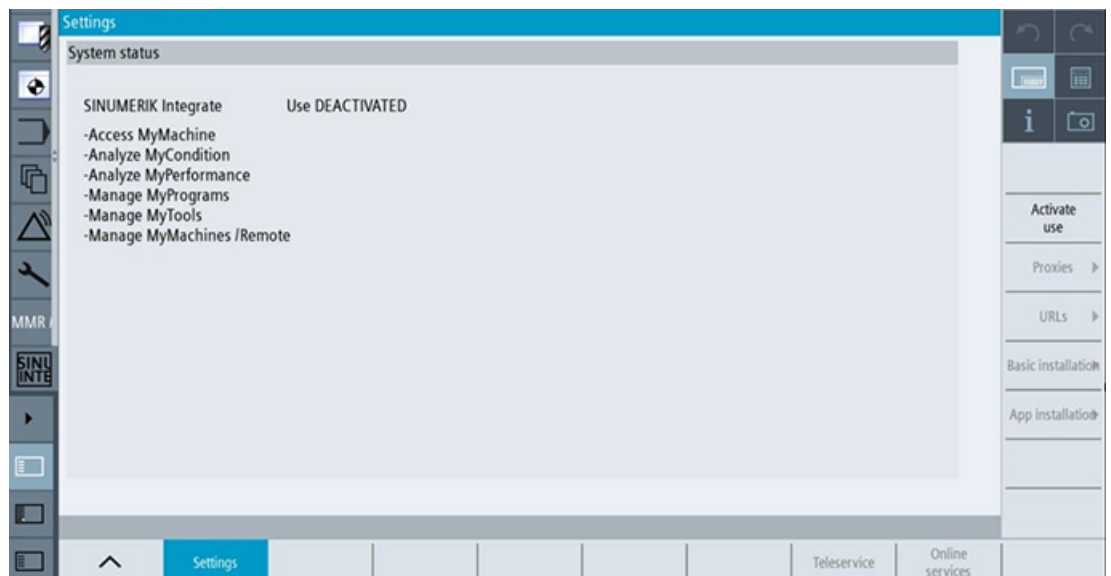 Settings
System status
SINUMERIK Integrate Use DEACTIVATED
-Access MyMachine
-Analyze MyCondition
-Analyze MyPerformance
-Manage MyPrograms
-Manage MyTools
-Manage MyMachines /Remote
MMR /
SINU
INTE
i
Activate
use
Proxies
URLs
Basic installation
App installation
Settings
Teleservice
Online
services